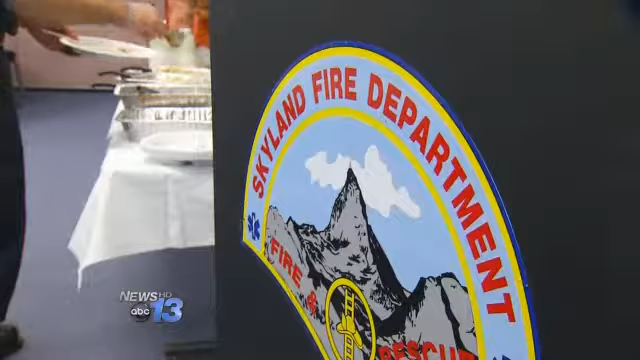 SKYLAND FIRE DEPARTMENT
FIRE &
RESCUE
NEWS HD
abc 13